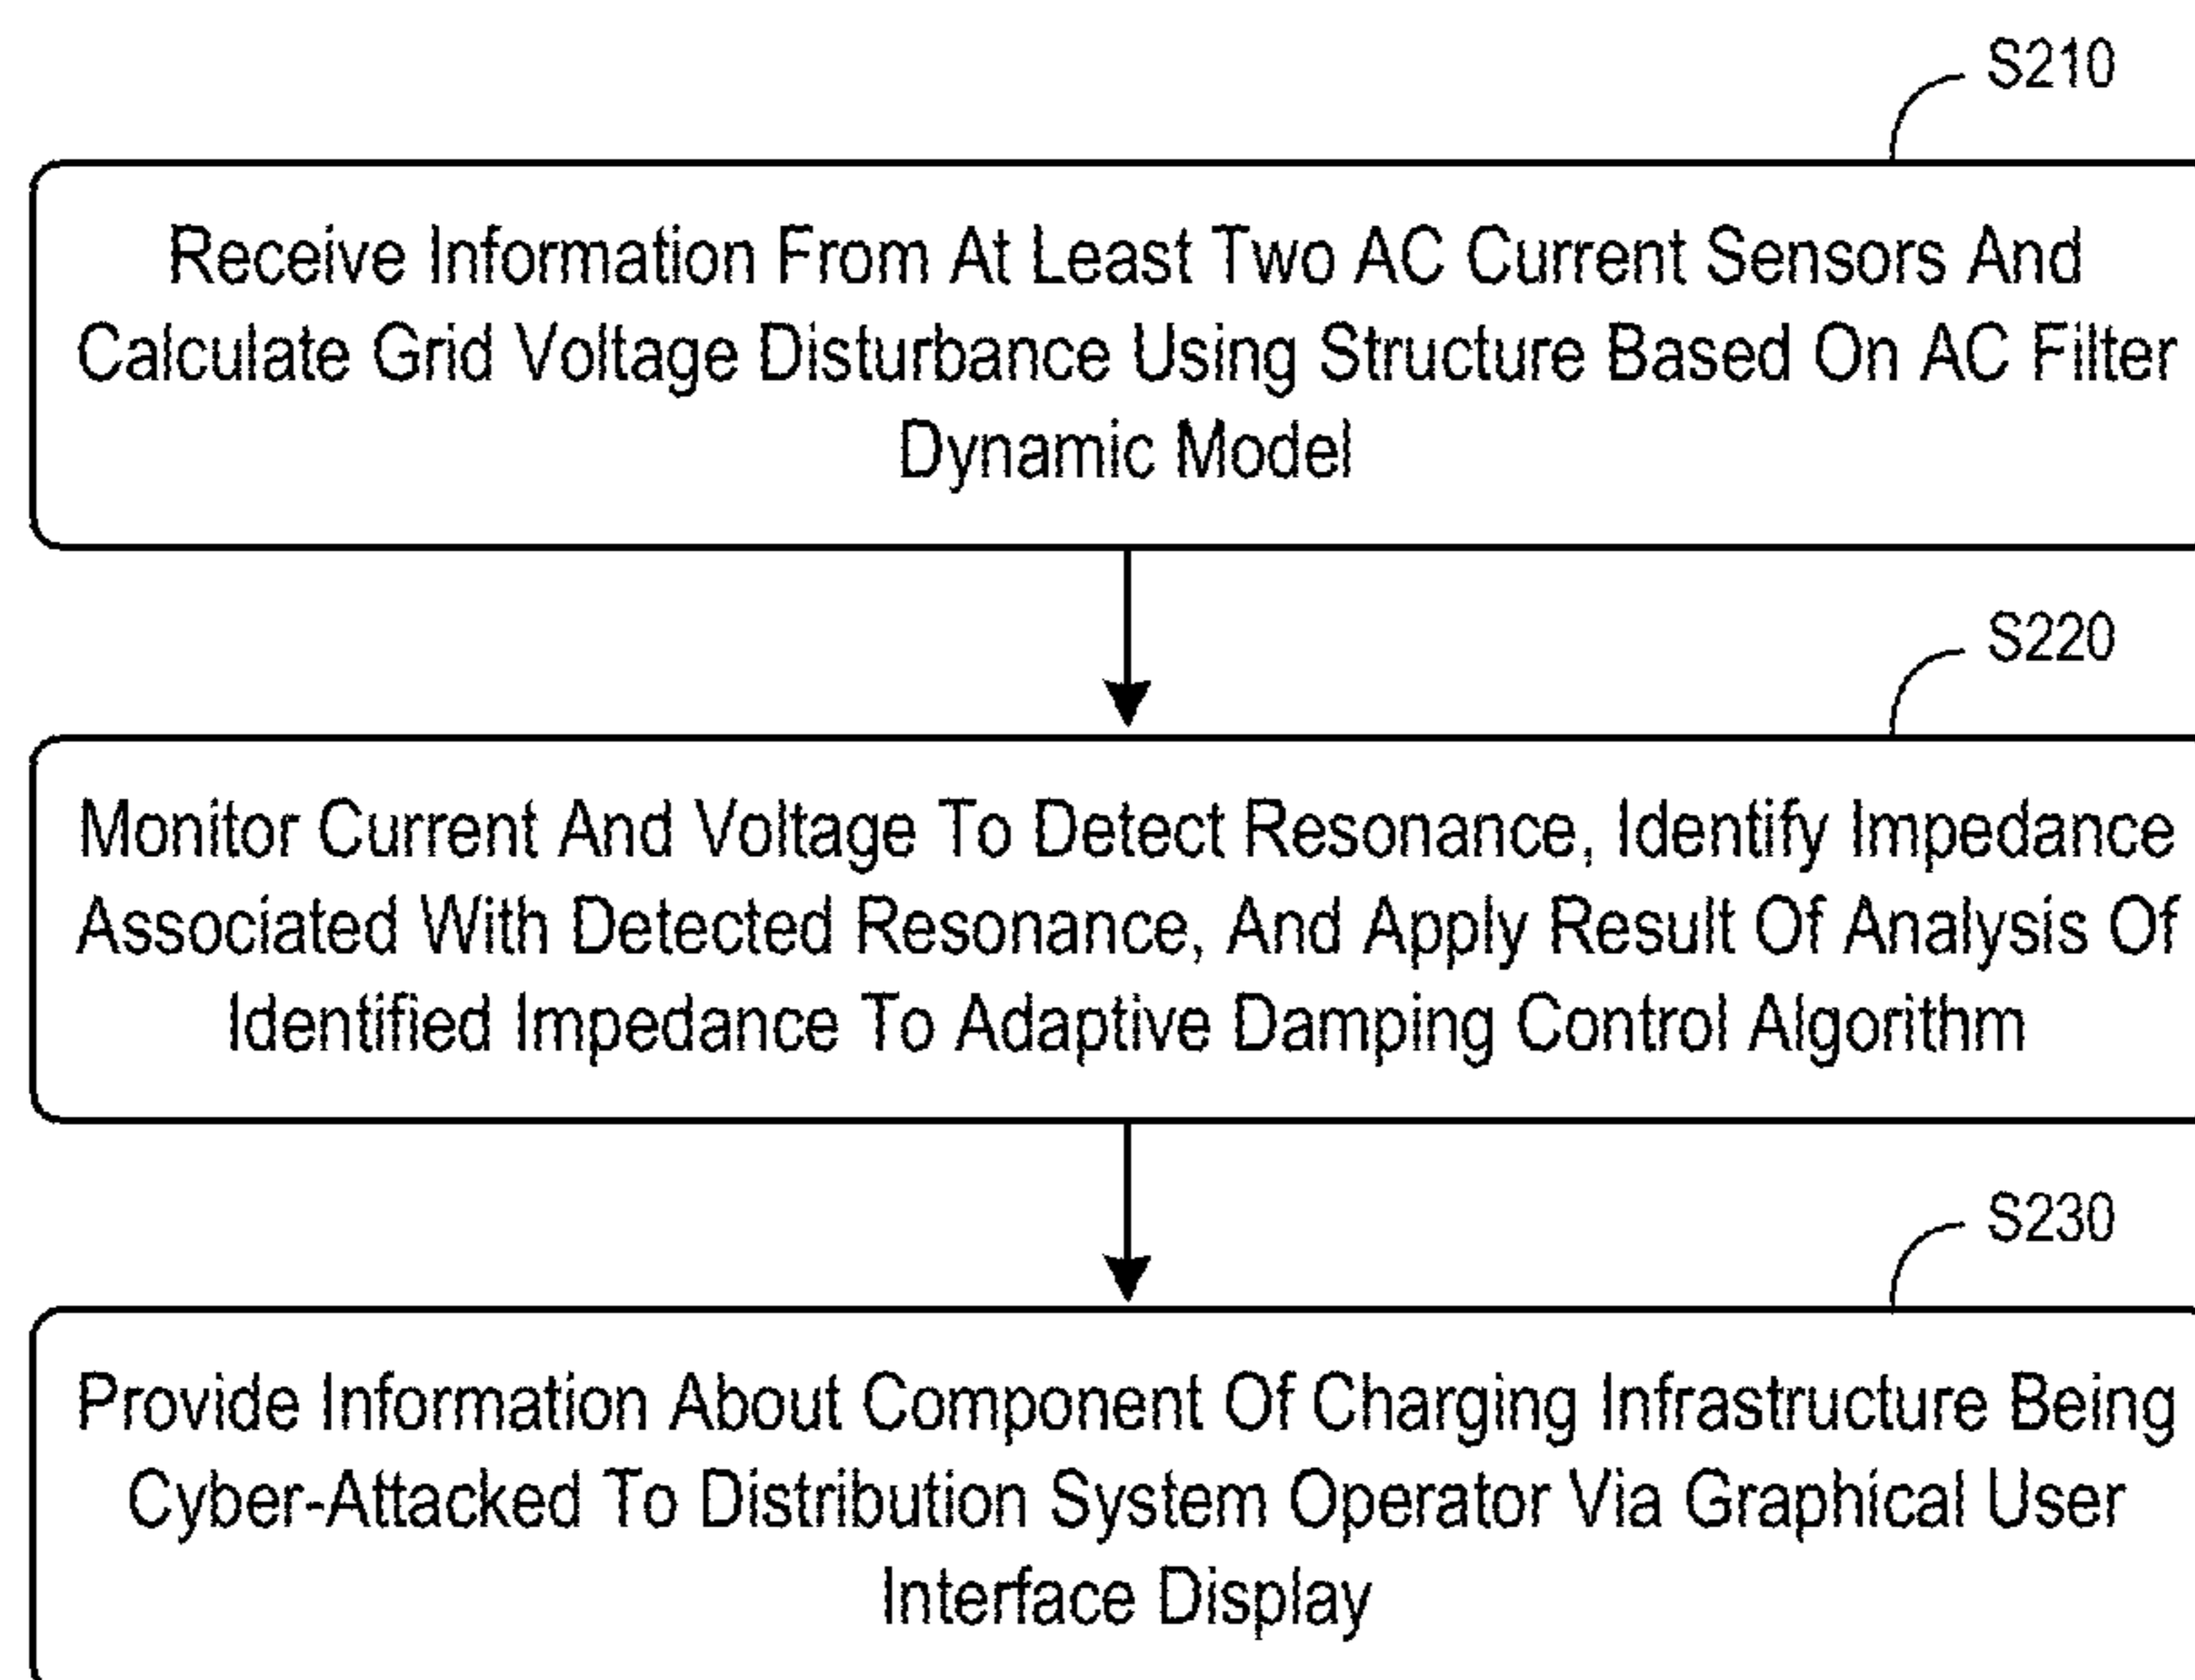 S210
Receive Information From At Least Two AC Current Sensors And
Calculate Grid Voltage Disturbance Using Structure Based On AC Filter
Dynamic Model
S220
Monitor Current And Voltage To Detect Resonance, Identify Impedance
Associated With Detected Resonance, And Apply Result Of Analysis Of
Identified Impedance To Adaptive Damping Control Algorithm
S230
Provide Information About Component Of Charging Infrastructure Being
Cyber-Attacked To Distribution System Operator Via Graphical User
Interface Display